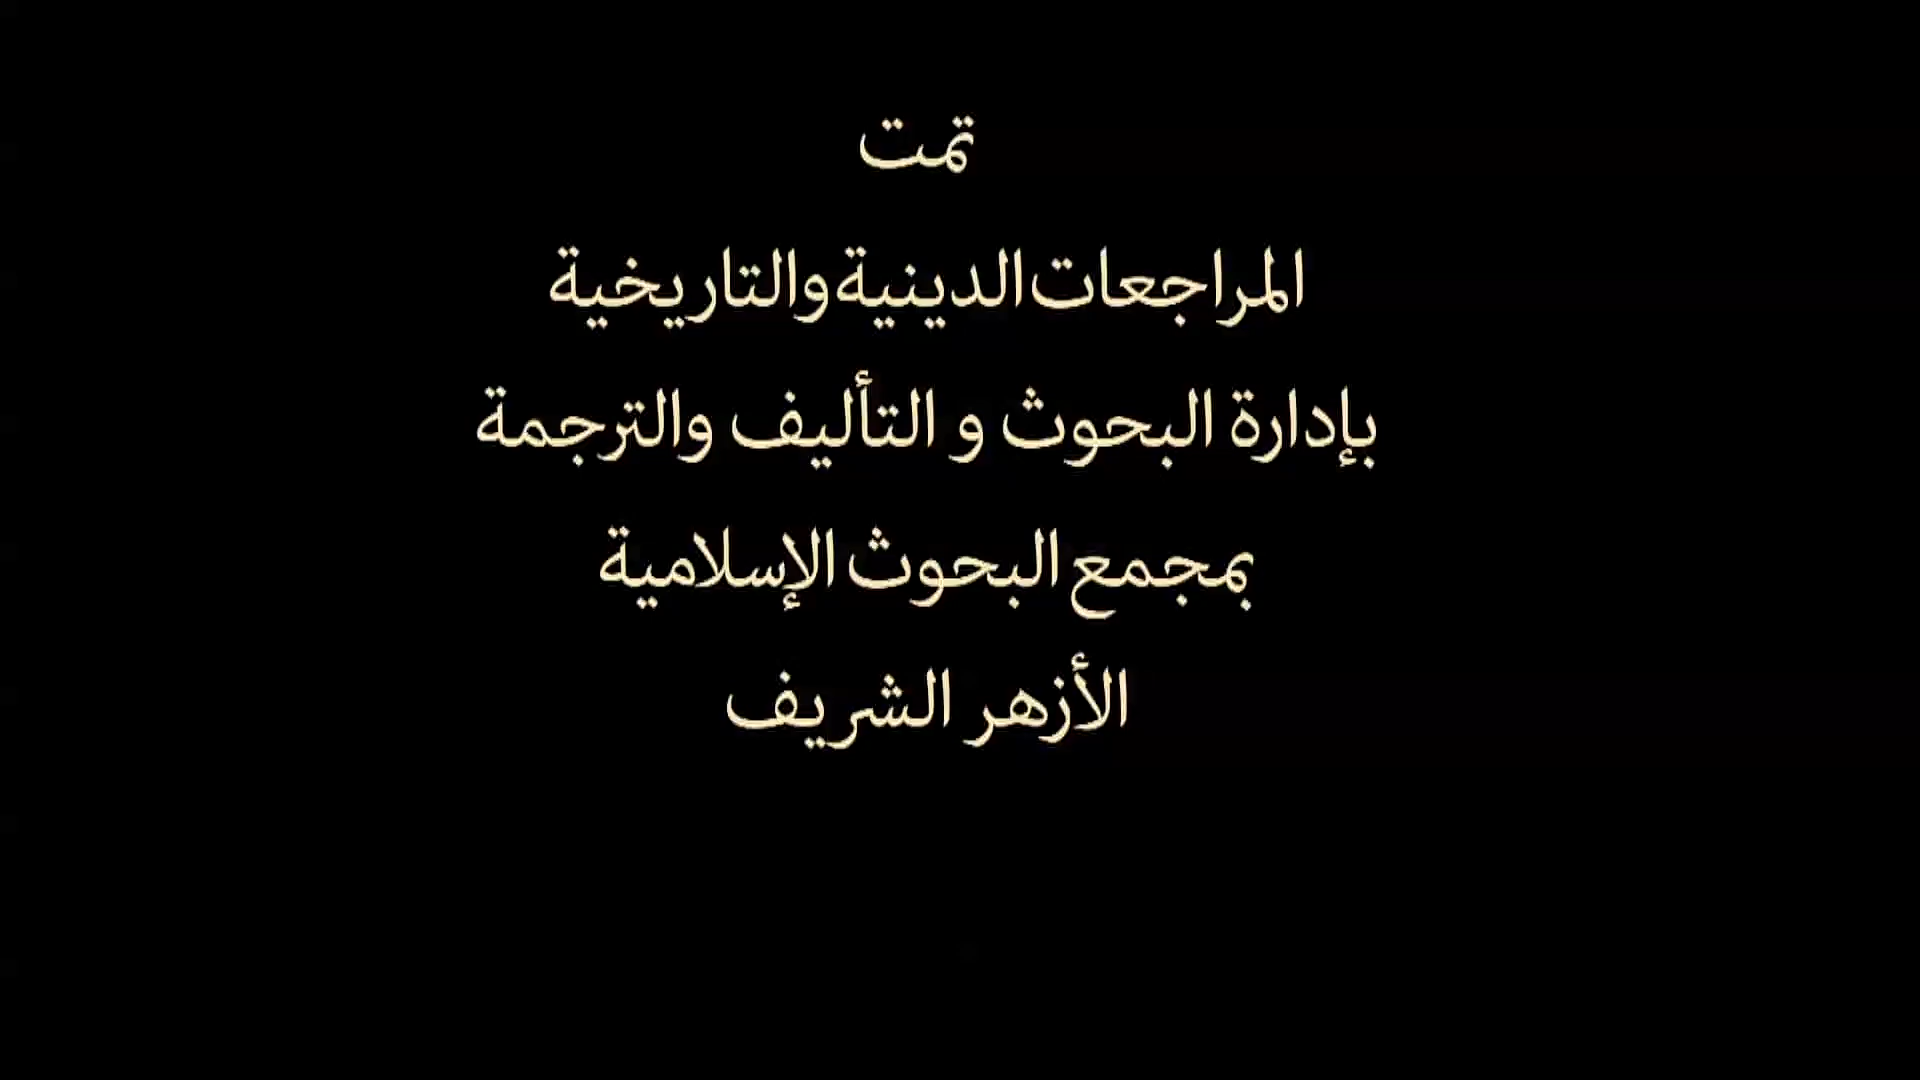 تمت
المراجعات الدينية والتاريخية
بإدارة البحوث و التأليف والترجمة
بمجمع البحوث الإسلامية
الأزهر الشريف